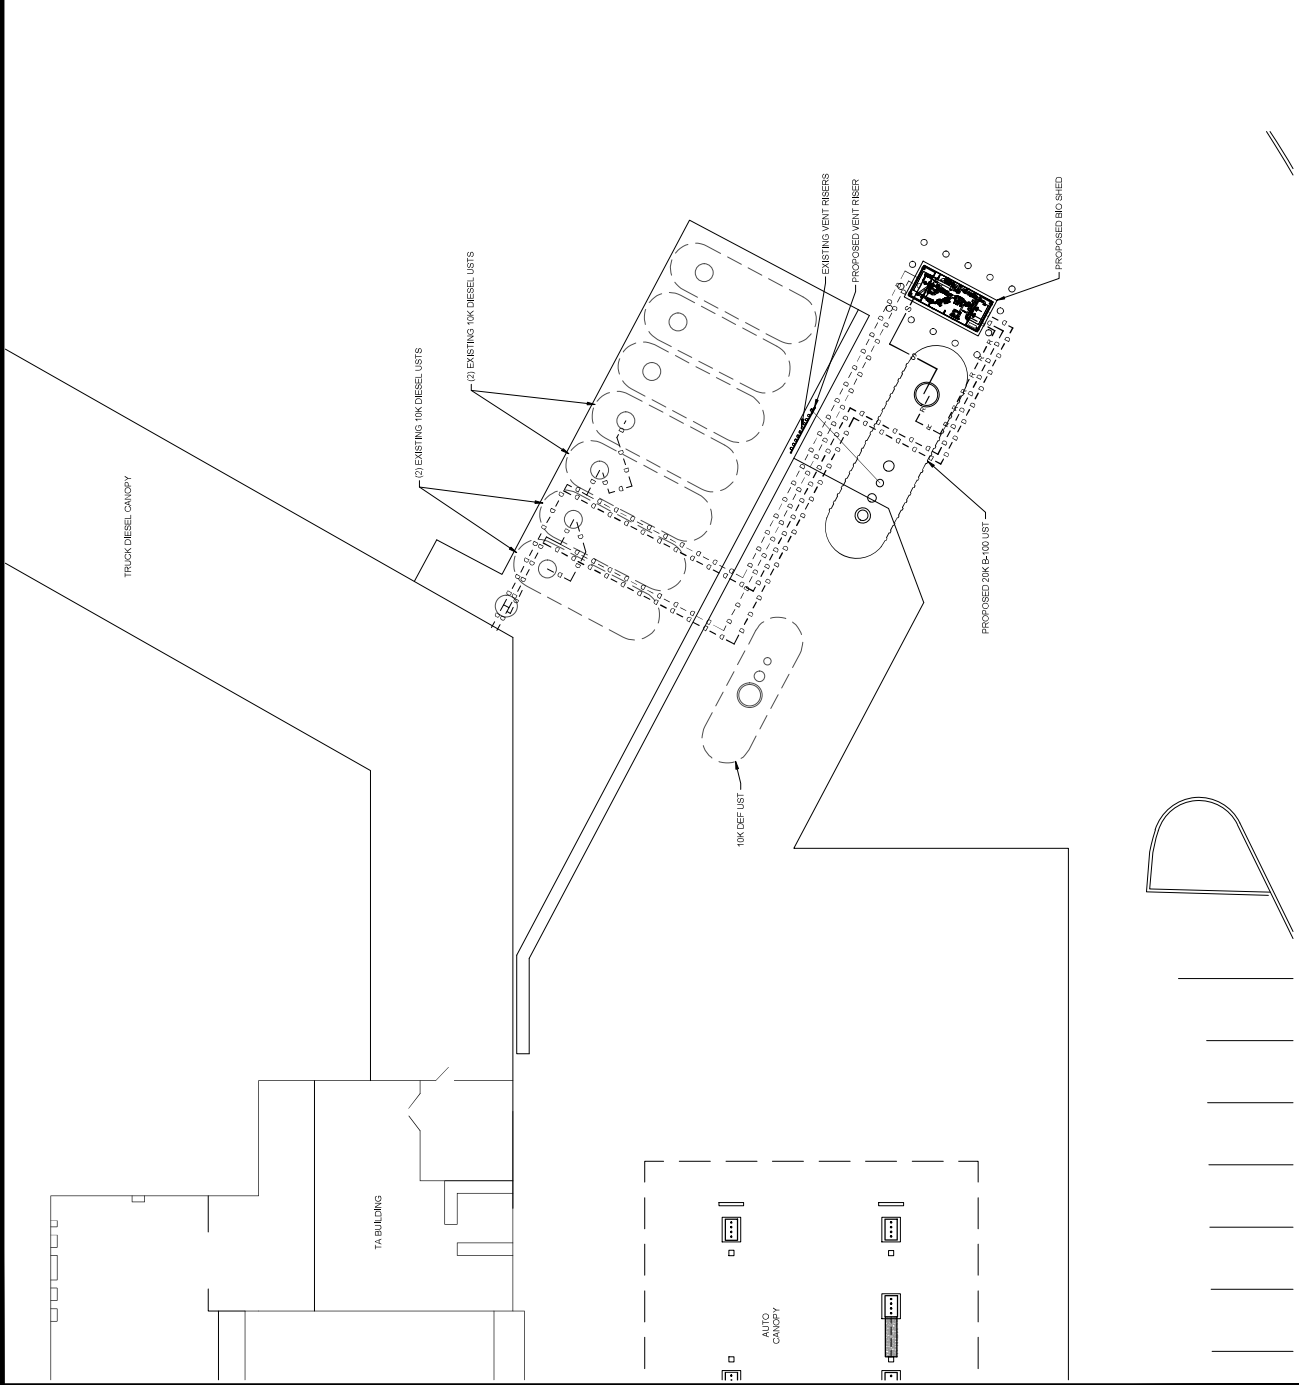 TRUCK DIESEL CANOPY
(2) EXISTING 10K DIESEL USTS
(2) EXISTING 10K DIESEL USTS
EXISTING VENT RISERS
PROPOSED VENT RISER
PROPOSED BIO SHED
PROPOSED 20K B-100 UST
10K DEF UST
TA BUILDING
AUTO
CANOPY